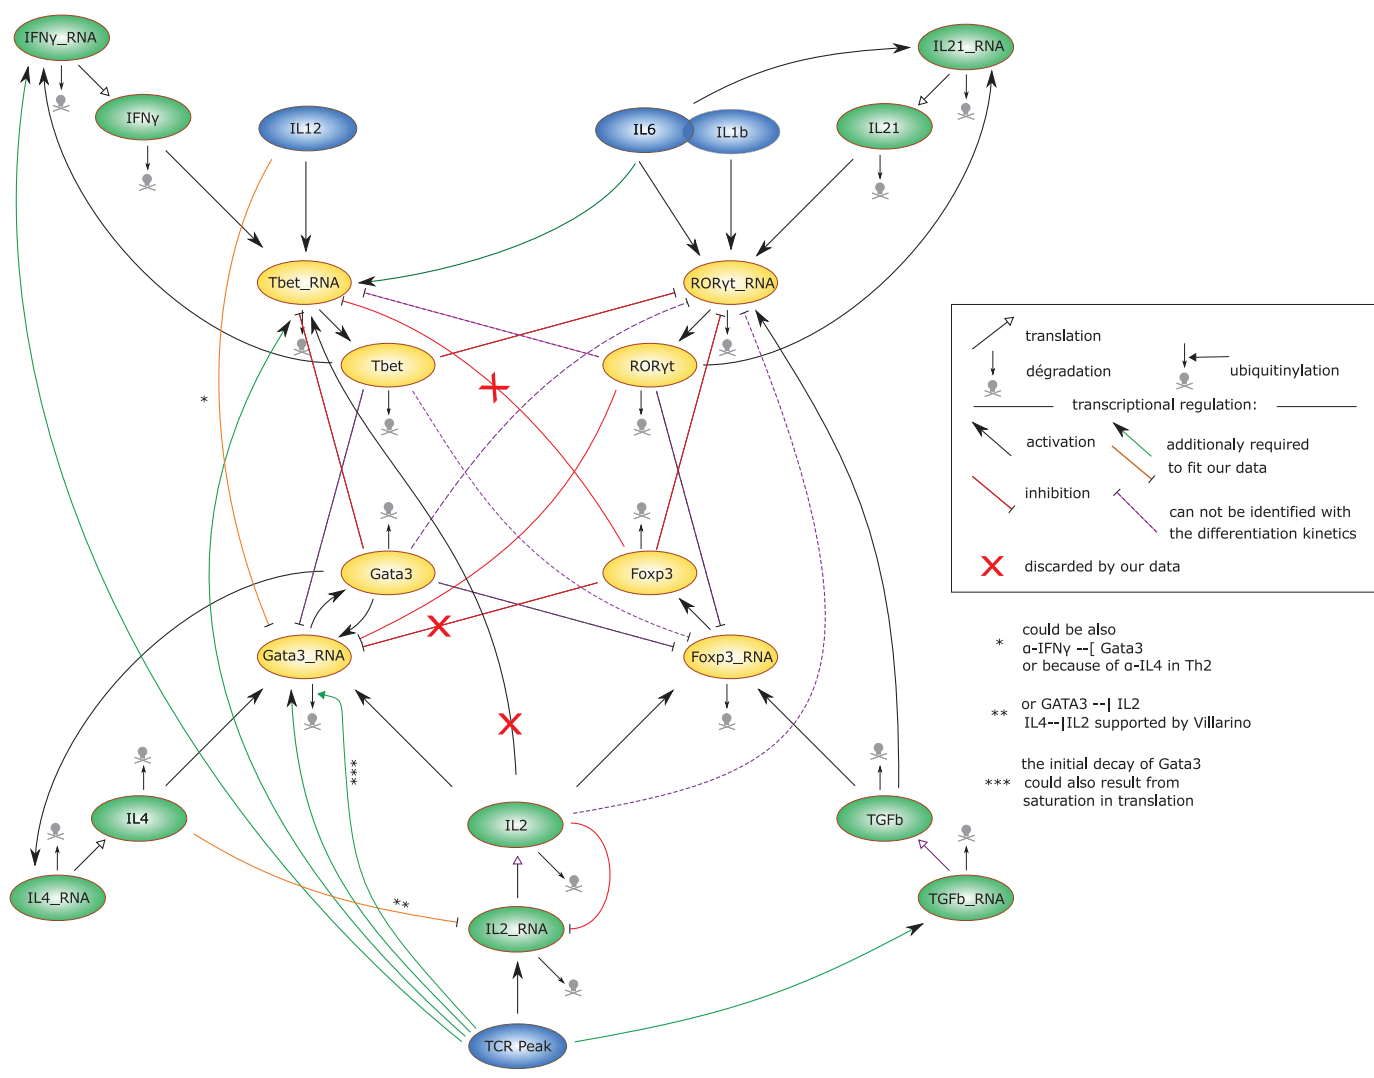 IFNγ_RNA
IL21_RNA
IFNγ
IL12
IL6
IL1b
IL21
Tbet_RNA
RORγt_RNA
Tbet
RORγt
*
Gata3
Foxp3
Gata3_RNA
Foxp3_RNA
***
IL4
IL2
TGFb
IL4_RNA
**
IL2_RNA
TGFb_RNA
TCR Peak
translation
dégradation
ubiquitinylation
transcriptional regulation:
activation
additionaly required
to fit our data
inhibition
can not be identified with
the differentiation kinetics
discarded by our data
could be also
* α-IFNγ --[ Gata3
or because of α-IL4 in Th2
or GATA3 --| IL2
** IL4--|IL2 supported by Villarino
the initial decay of Gata3
*** could also result from
saturation in translation